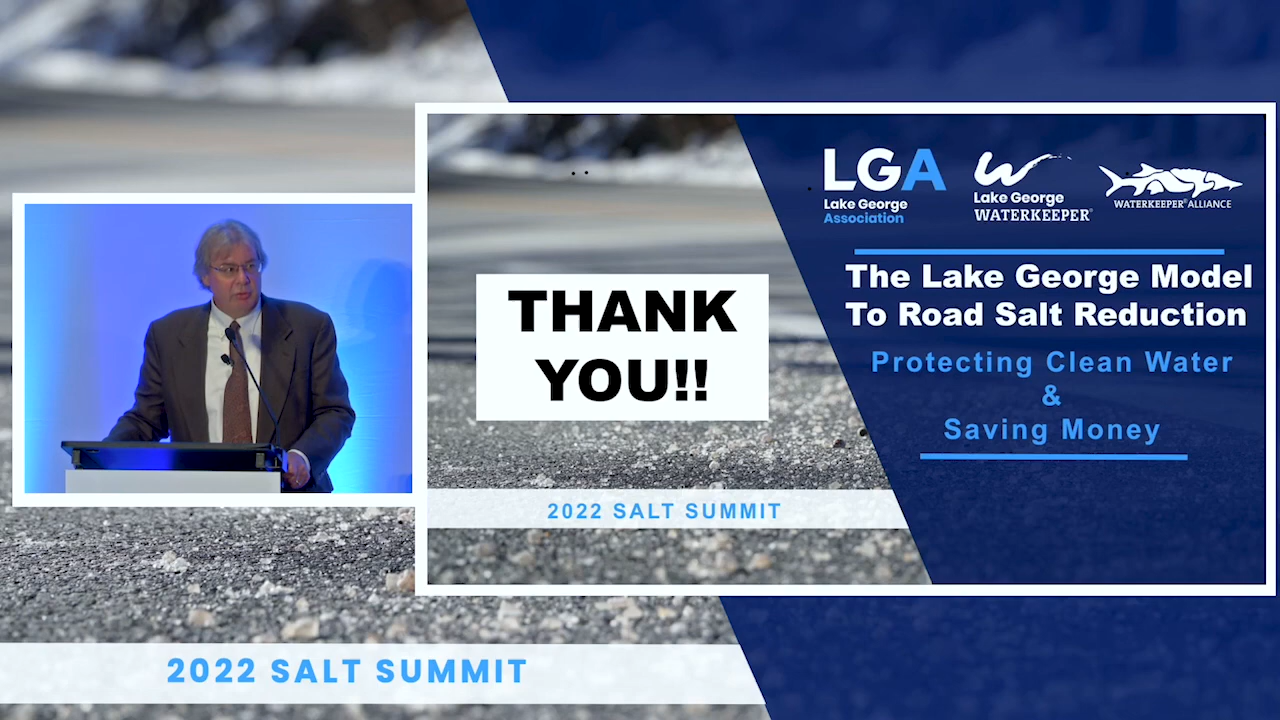 LGA
Lake George
Association
Lake George
WATERKEEPER®
WATERKEEPER® ALLIANCE
The Lake George Model
To Road Salt Reduction
Protecting Clean Water
&
Saving Money
THANK
YOU!!
2022 SALT SUMMIT
2022 SALT SUMMIT